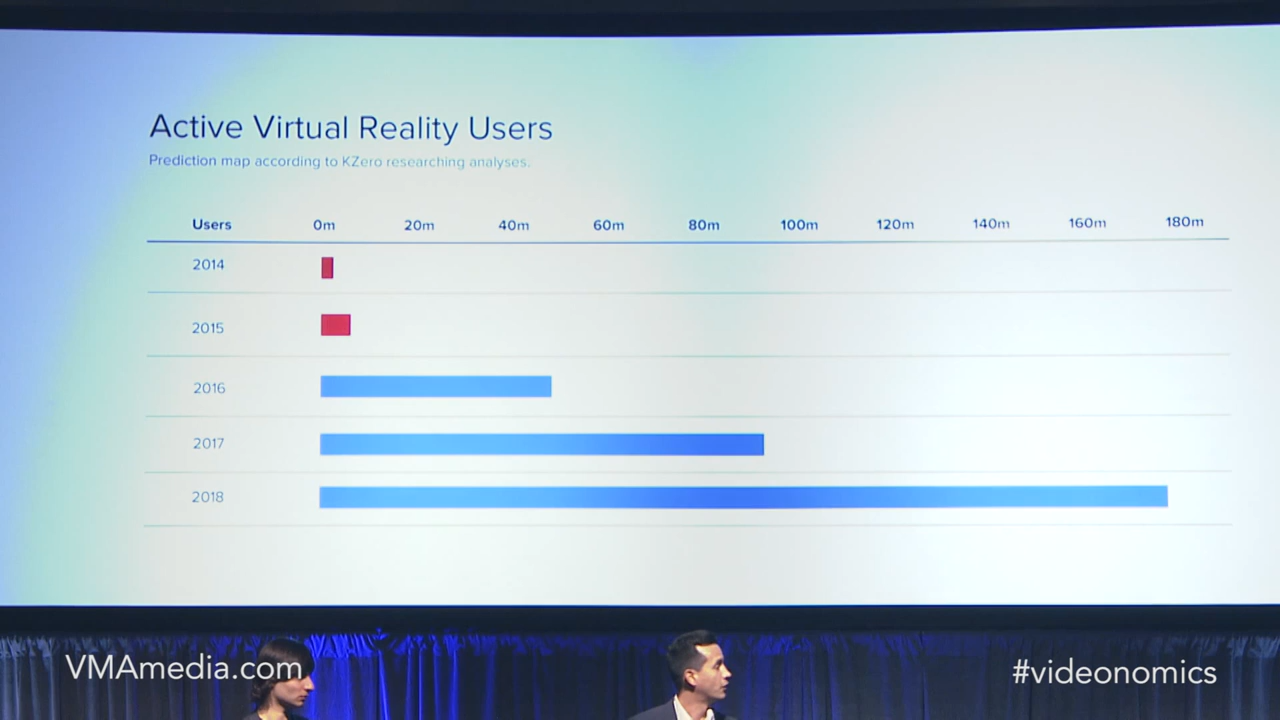 Active Virtual Reality Users
Prediction map according to KZero researching analyses.
Users 0m 20m 40m 60m 80m 100m 120m 140m 160m 180m
2014
2015
2016
2017
2018
VMAmedia.com
#videonomics